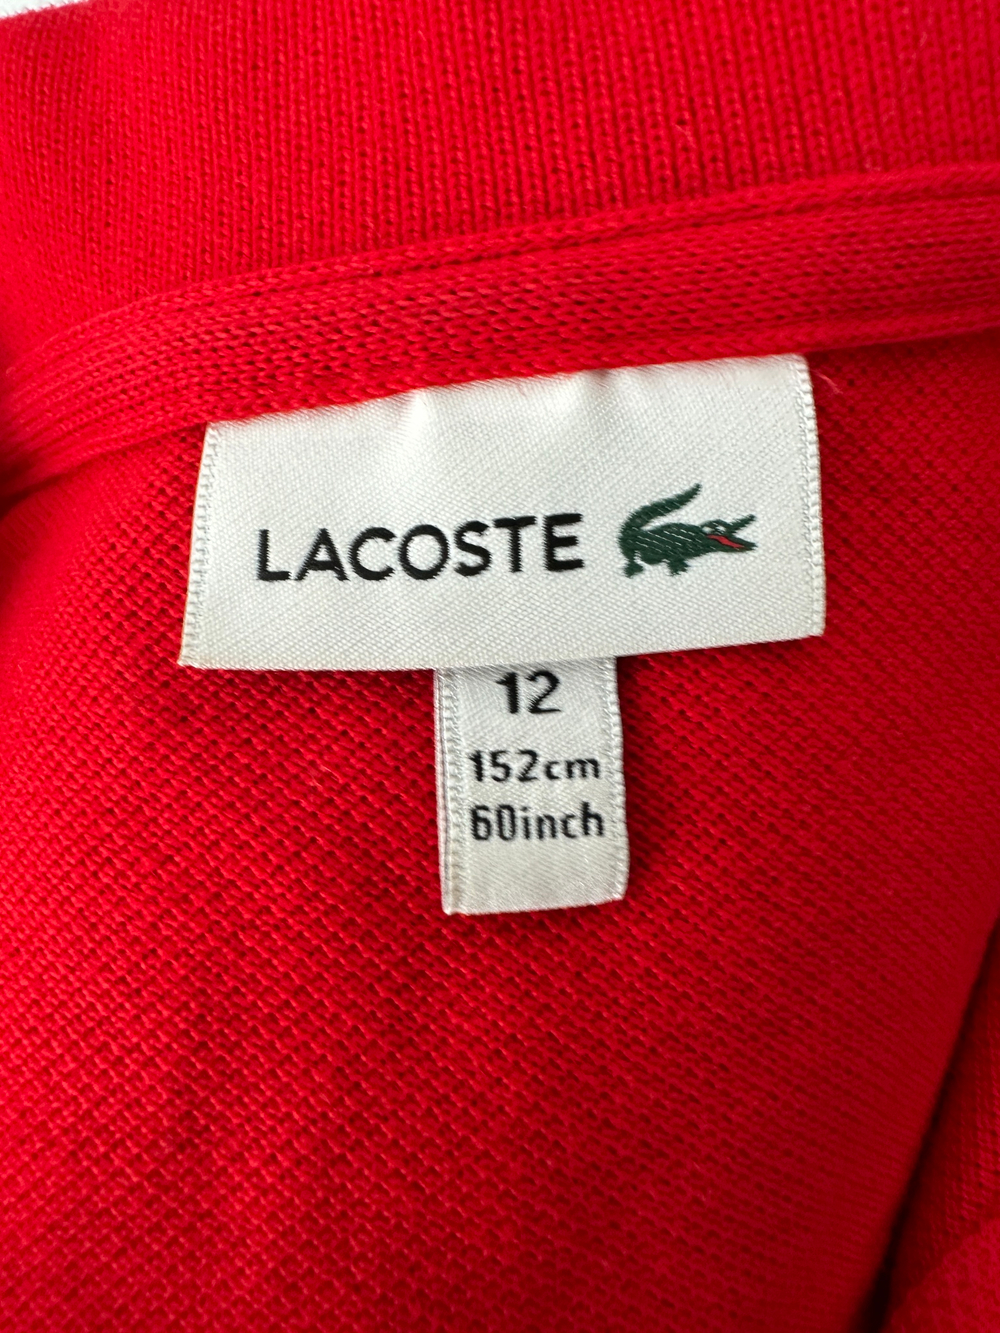 LACOSTE
12
152cm
60inch